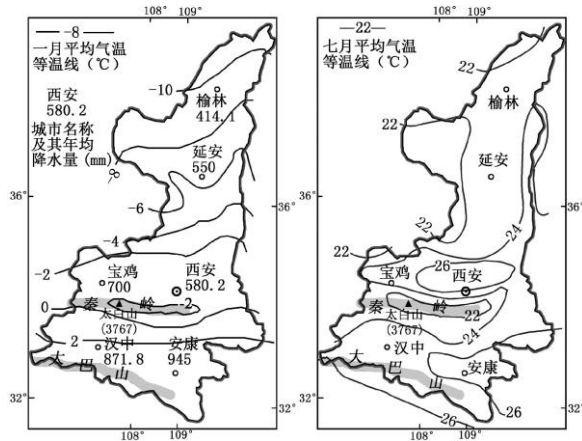 108° 109°
—-8—
一月平均气温
等温线（℃）
西安
580.2
城市名称
及其年均
降水量(mm)
-10
榆林
414.1
-8
延安
550
36°
36°
-6
-4
-2
宝鸡
700
西安
580.2
0
秦 岭
-2
太白山
(3767)
2
汉中
871.8
安康
945
大 巴 山
32°
32°
108° 109°
108° 109°
—22—
七月平均气温
等温线（℃）
22
榆林
22
延安
36°
36°
22
24
22
26
宝鸡
西安
秦 岭
22
太白山
(3767)
24
汉中
安康
大 巴 山
26
26
32°
32°
108° 109°